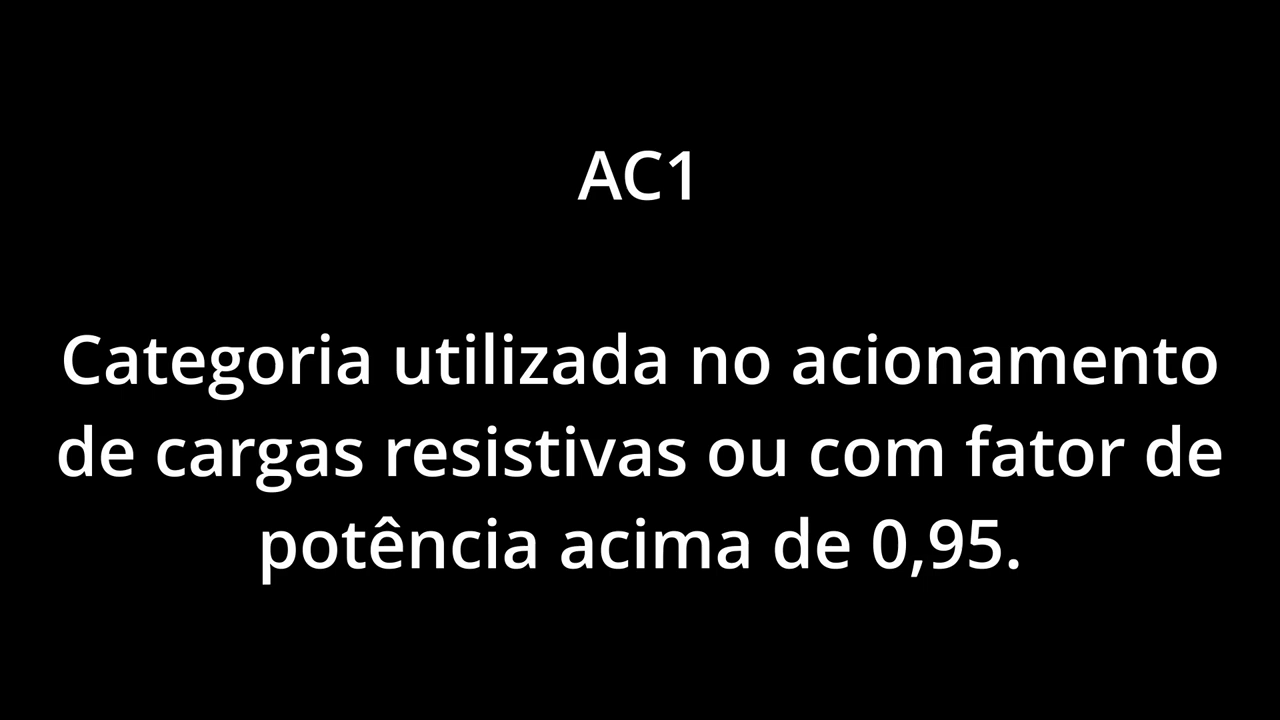 AC1
Categoria utilizada no acionamento
de cargas resistivas ou com fator de
potência acima de 0,95.